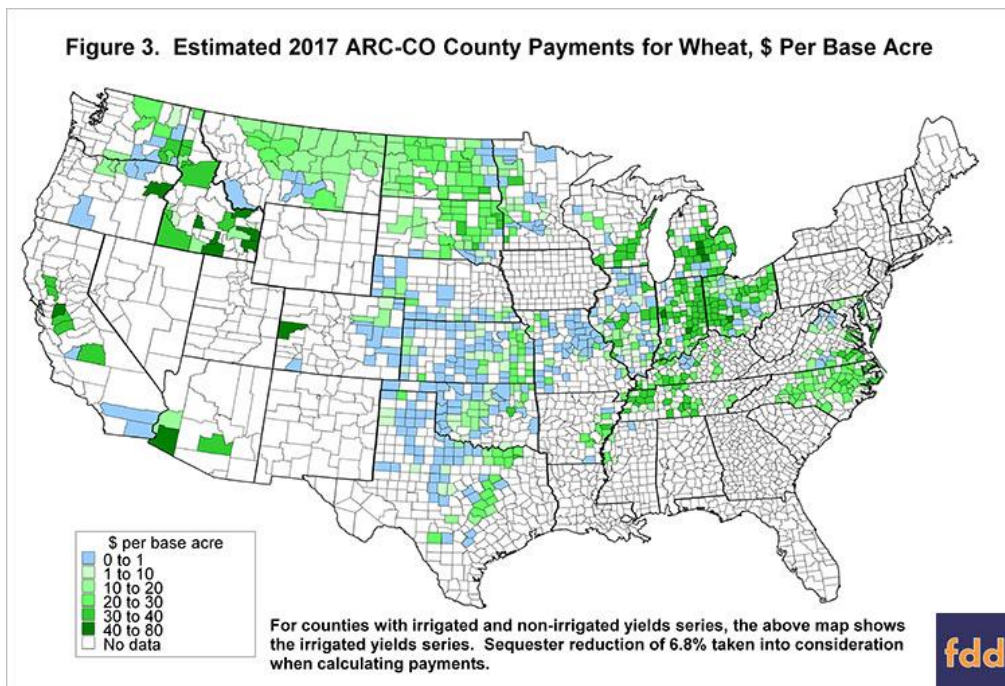 Figure 3.  Estimated 2017 ARC-CO County Payments for Wheat, $ Per Base Acre
$ per base acre
0 to 1
1 to 10
10 to 20
20 to 30
30 to 40
40 to 80
No data
For counties with irrigated and non-irrigated yields series, the above map shows
the irrigated yields series.  Sequester reduction of 6.8% taken into consideration
when calculating payments.
fdd